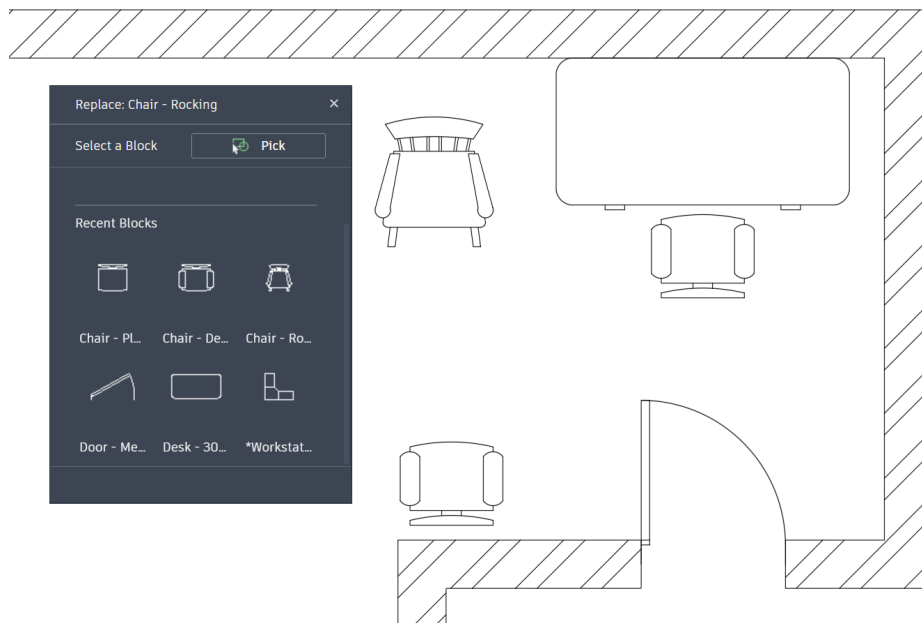 Replace: Chair - Rocking ×
Select a Block Pick
Recent Blocks
Chair - Pl... Chair - De... Chair - Ro...
Door - Me... Desk - 30... *Workstat...